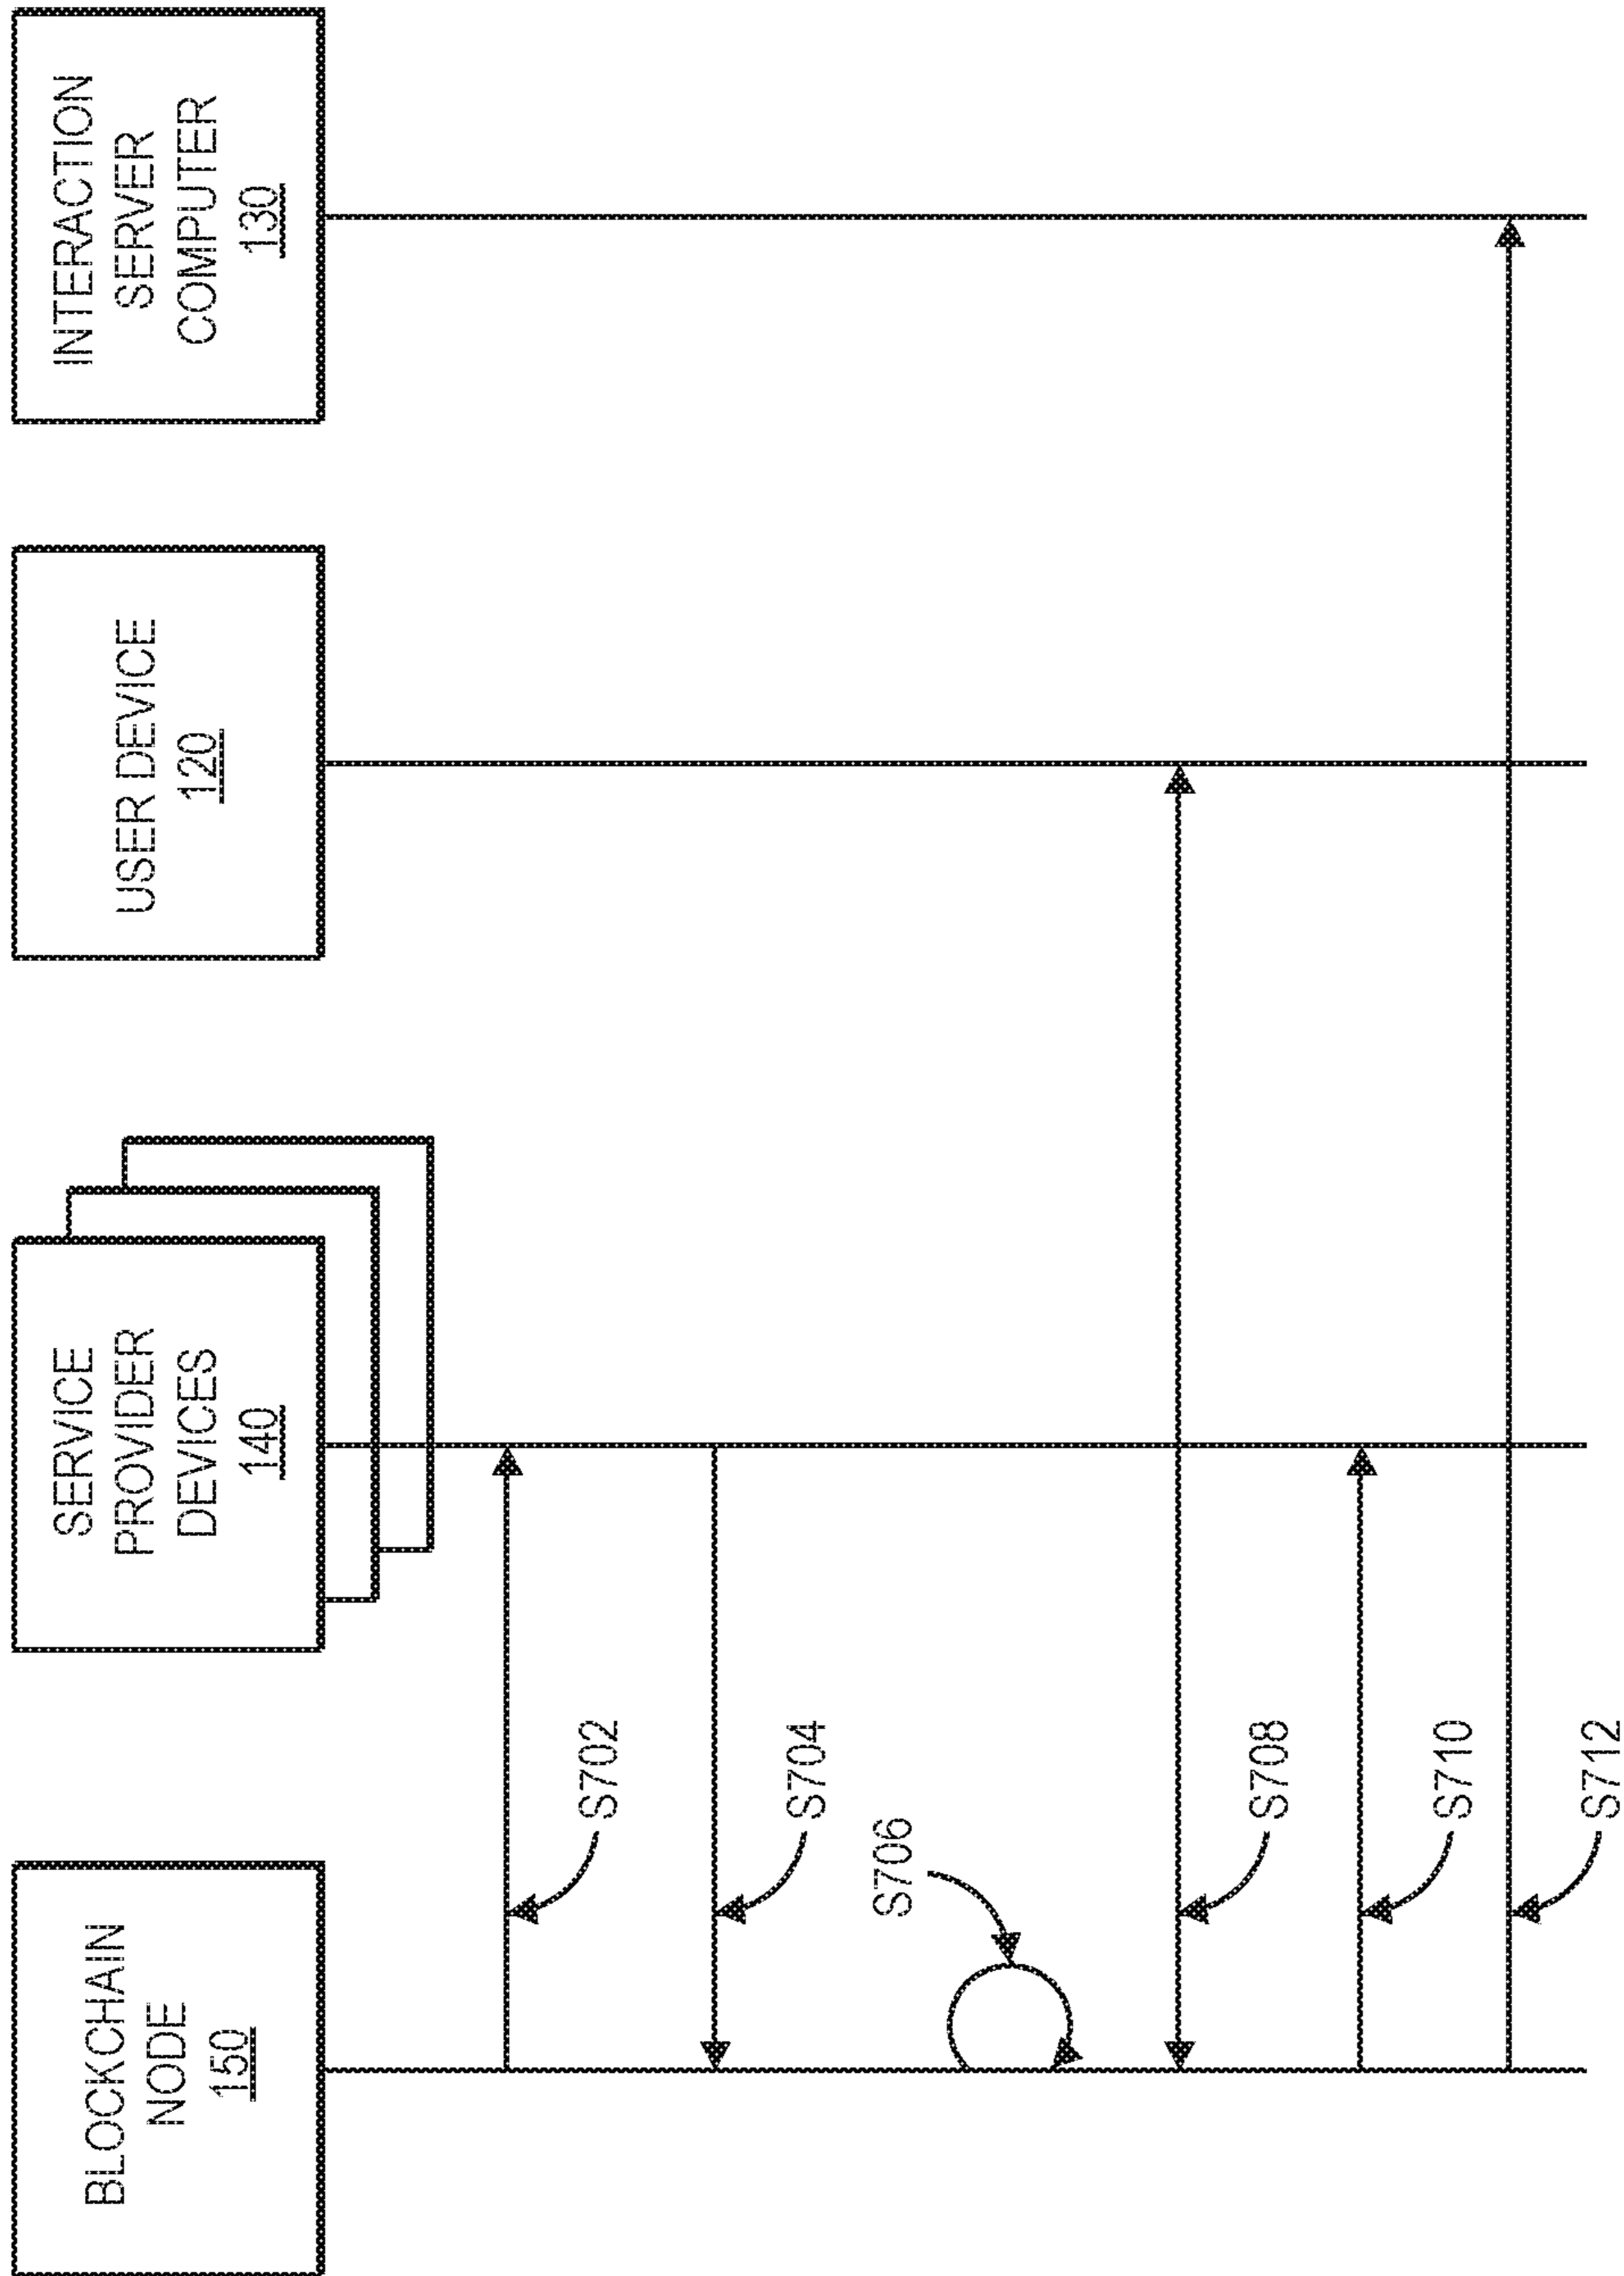 BLOCKCHAIN
NODE
150
SERVICE
PROVIDER
DEVICES
140
USER DEVICE
120
INTERACTION
SERVER
COMPUTER
130
S702
S704
S706
S708
S710
S712